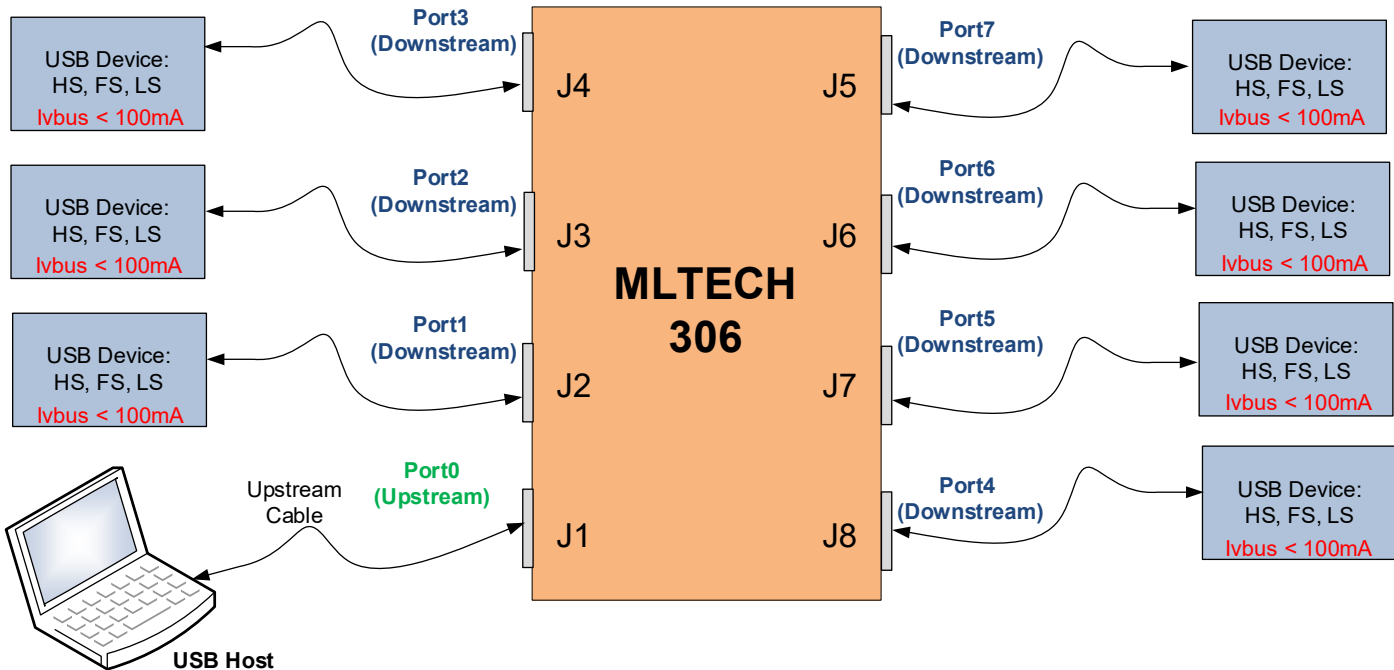 Port3
(Downstream)
USB Device:
HS, FS, LS
Ivbus < 100mA
J4
Port7
(Downstream)
J5
USB Device:
HS, FS, LS
Ivbus < 100mA
Port2
(Downstream)
USB Device:
HS, FS, LS
Ivbus < 100mA
J3
Port6
(Downstream)
J6
USB Device:
HS, FS, LS
Ivbus < 100mA
MLTECH
306
Port1
(Downstream)
USB Device:
HS, FS, LS
Ivbus < 100mA
J2
Port5
(Downstream)
J7
USB Device:
HS, FS, LS
Ivbus < 100mA
Port0
(Upstream)
Upstream
Cable
J1
USB Host
Port4
(Downstream)
J8
USB Device:
HS, FS, LS
Ivbus < 100mA